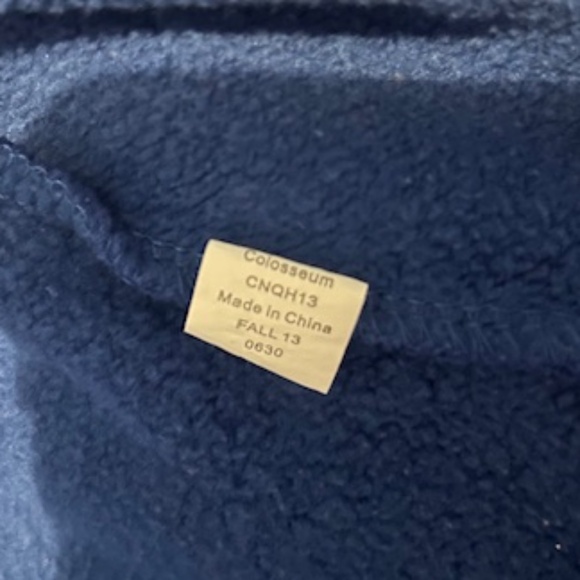 Colosseum
CNQH13
Made in China
FALL 13
0630